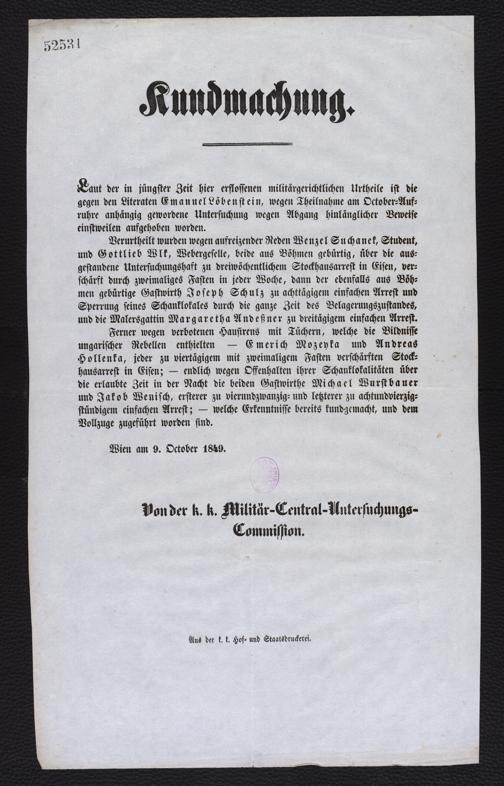 52531
Kundmachung.
Laut der in jüngster Zeit hier erflossenen militärgerichtlichen Urtheile ist die
gegen den Literaten Emanuel Löbenstein, wegen Theilnahme am October-Auf-
ruhre anhängig gewordene Untersuchung wegen Abgang hinlänglicher Beweise
einstweilen aufgehoben worden.
Verurtheilt wurden wegen aufreizender Reden Wenzel Suchanek, Student,
und Gottlieb Wlk, Webergeselle, beide aus Böhmen gebürtig, über die aus-
gestandene Untersuchungshaft zu dreiwöchentlichem Stockhausarrest in Eisen, ver-
schärft durch zweimaliges Fasten in jeder Woche, dann der ebenfalls aus Böh-
men gebürtige Gastwirth Joseph Schulz zu achttägigem einfachen Arrest und
Sperrung seines Schanklokales durch die ganze Zeit des Belagerungszustandes,
und die Malersgattin Margaretha Andeßner zu dreitägigem einfachen Arrest.
Ferner wegen verbotenen Hausirens mit Tüchern, welche die Bildnisse
ungarischer Rebellen enthielten — Emerich Mozeyka und Andreas
Hollenka, jeder zu viertägigem mit zweimaligem Fasten verschärften Stock-
hausarrest in Eisen; — endlich wegen Offenhalten ihrer Schanklokalitäten über
die erlaubte Zeit in der Nacht die beiden Gastwirthe Michael Wurstbauer
und Jakob Wenisch, ersterer zu vierundzwanzig- und letzterer zu achtundvierzig-
stündigem einfachen Arrest; — welche Erkenntnisse bereits kundgemacht, und dem
Vollzuge zugeführt worden sind.
Wien am 9. October 1849.
Von der k. k. Militär-Central-Untersuchungs-
Commission.
Aus der k. k. Hof- und Staatsdruckerei.